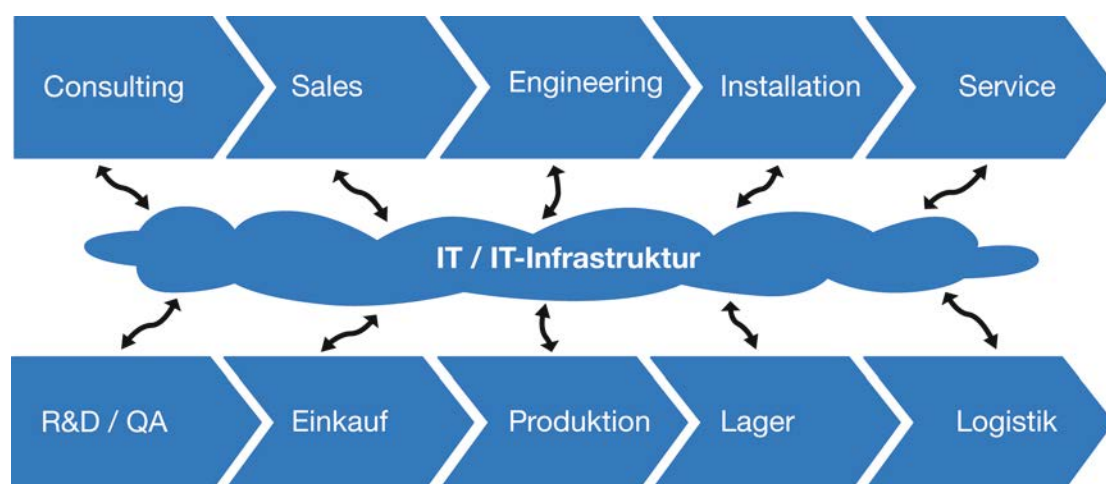 Consulting
Sales
Engineering
Installation
Service
IT / IT-Infrastruktur
R&D / QA
Einkauf
Produktion
Lager
Logistik